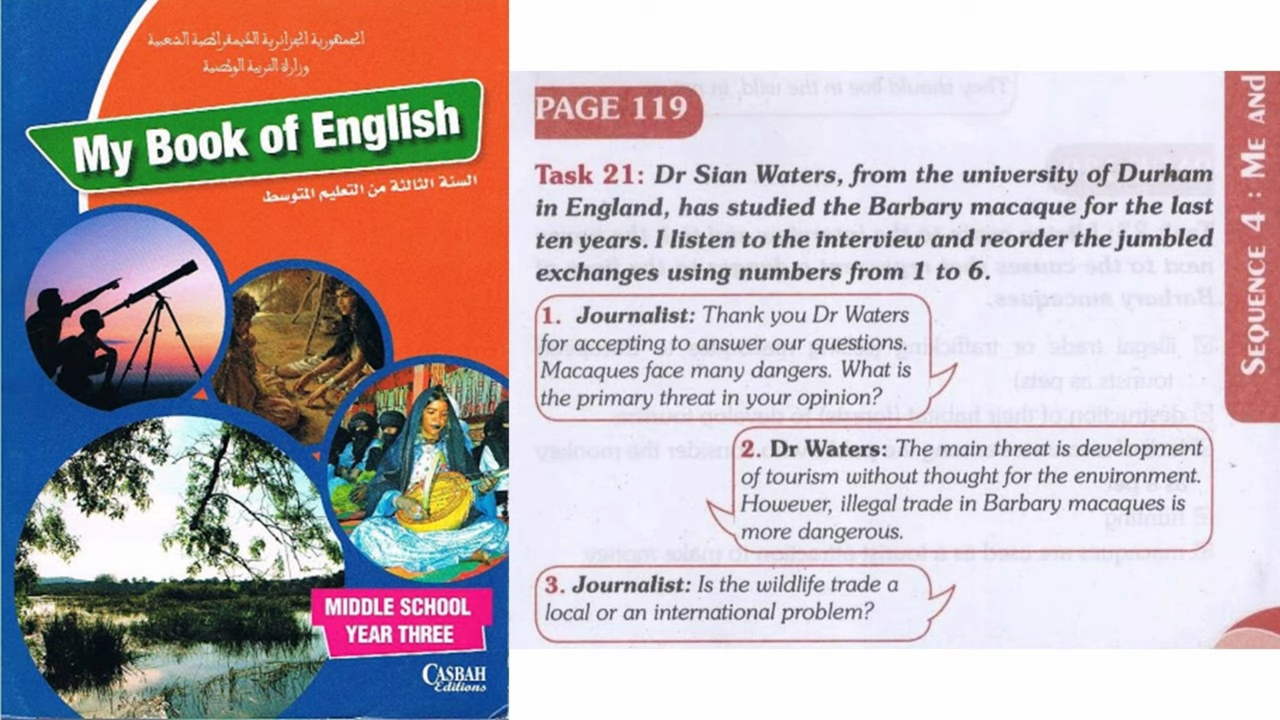 الجمهورية الجزائرية الديمقراطية الشعبية
وزارة التربية الوطنية
My Book of English
السنة الثالثة من التعليم المتوسط
MIDDLE SCHOOL
YEAR THREE
CASBAH
Editions
PAGE 119
Task 21: Dr Sian Waters, from the university of Durham
in England, has studied the Barbary macaque for the last
ten years. I listen to the interview and reorder the jumbled
exchanges using numbers from 1 to 6.
1. Journalist: Thank you Dr Waters
for accepting to answer our questions.
Macaques face many dangers. What is
the primary threat in your opinion?
2. Dr Waters: The main threat is development
of tourism without thought for the environment.
However, illegal trade in Barbary macaques is
more dangerous.
3. Journalist: Is the wildlife trade a
local or an international problem?
SEQUENCE 4 : ME AND